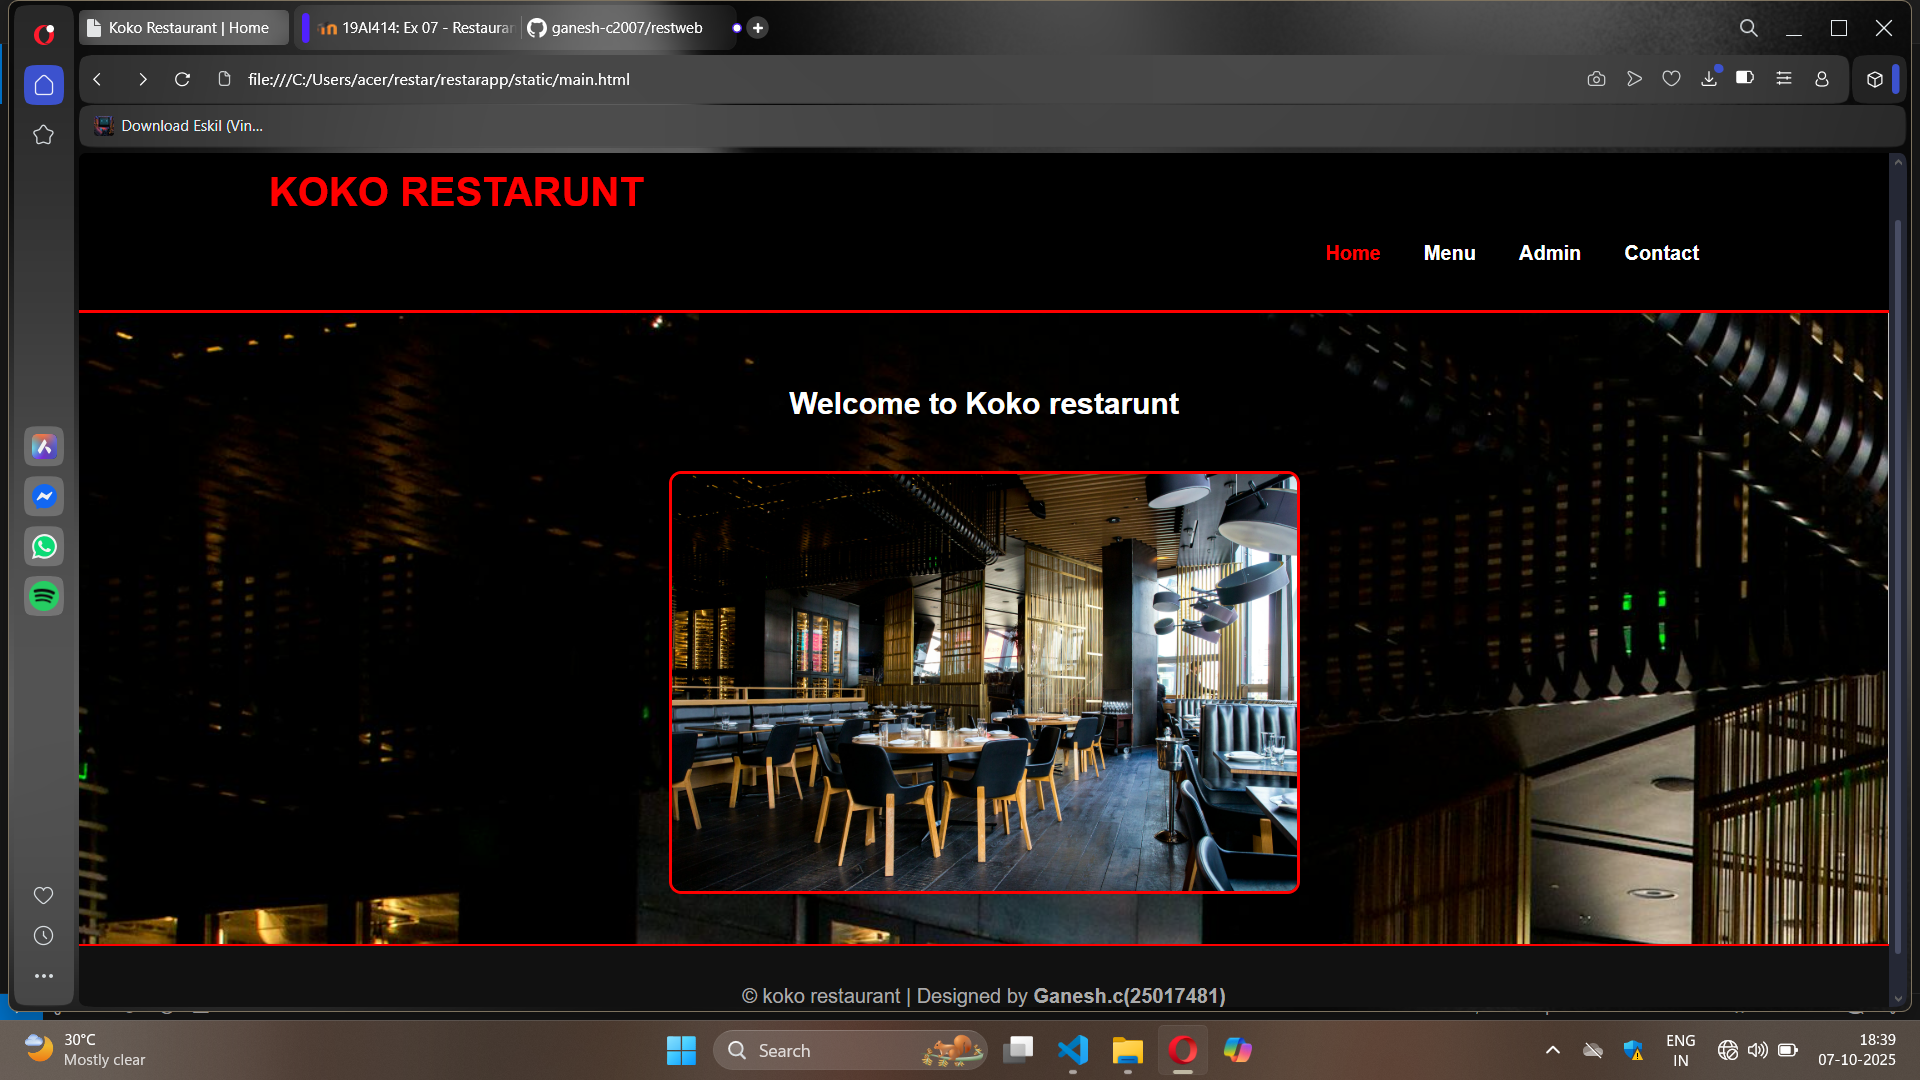 Koko Restaurant | Home
19AI414: Ex 07 - Restaurant
ganesh-c2007/restweb
file:///C:/Users/acer/restar/restarapp/static/main.html
Download Eskil (Vin...
KOKO RESTARUNT
Home Menu Admin Contact
Welcome to Koko restarunt
© koko restaurant | Designed by Ganesh.c(25017481)
30°C
Mostly clear
Search
ENG
IN
18:39
07-10-2025